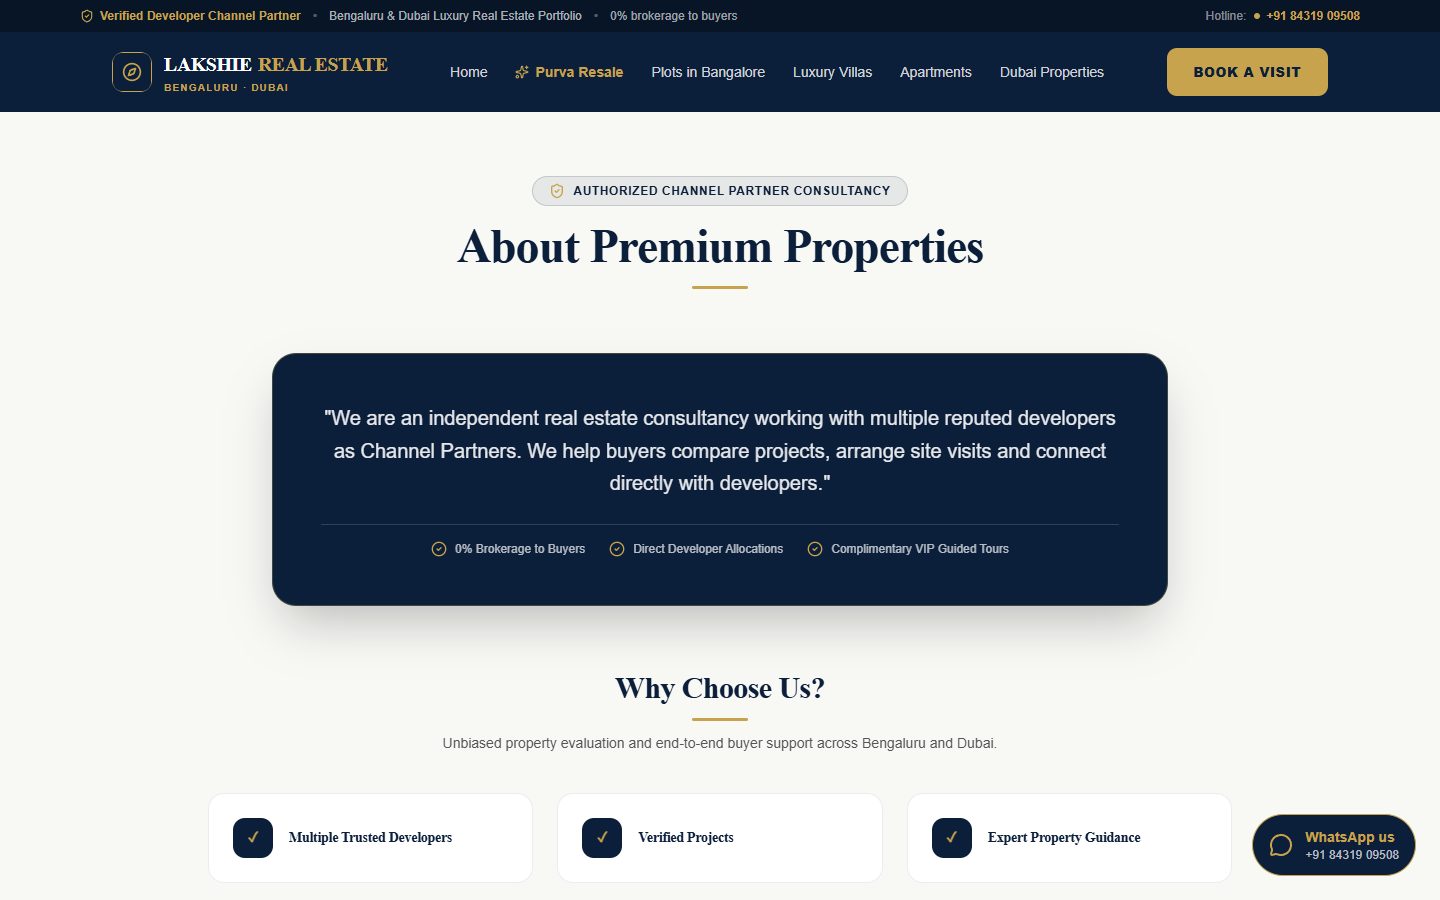 Verified Developer Channel Partner • Bengaluru & Dubai Luxury Real Estate Portfolio • 0% brokerage to buyers
Hotline: • +91 84319 09508
LAKSHIE REAL ESTATE
BENGALURU · DUBAI
Home
Purva Resale
Plots in Bangalore
Luxury Villas
Apartments
Dubai Properties
BOOK A VISIT
AUTHORIZED CHANNEL PARTNER CONSULTANCY
About Premium Properties
"We are an independent real estate consultancy working with multiple reputed developers
as Channel Partners. We help buyers compare projects, arrange site visits and connect
directly with developers."
0% Brokerage to Buyers
Direct Developer Allocations
Complimentary VIP Guided Tours
Why Choose Us?
Unbiased property evaluation and end-to-end buyer support across Bengaluru and Dubai.
✓ Multiple Trusted Developers
✓ Verified Projects
✓ Expert Property Guidance
WhatsApp us
+91 84319 09508